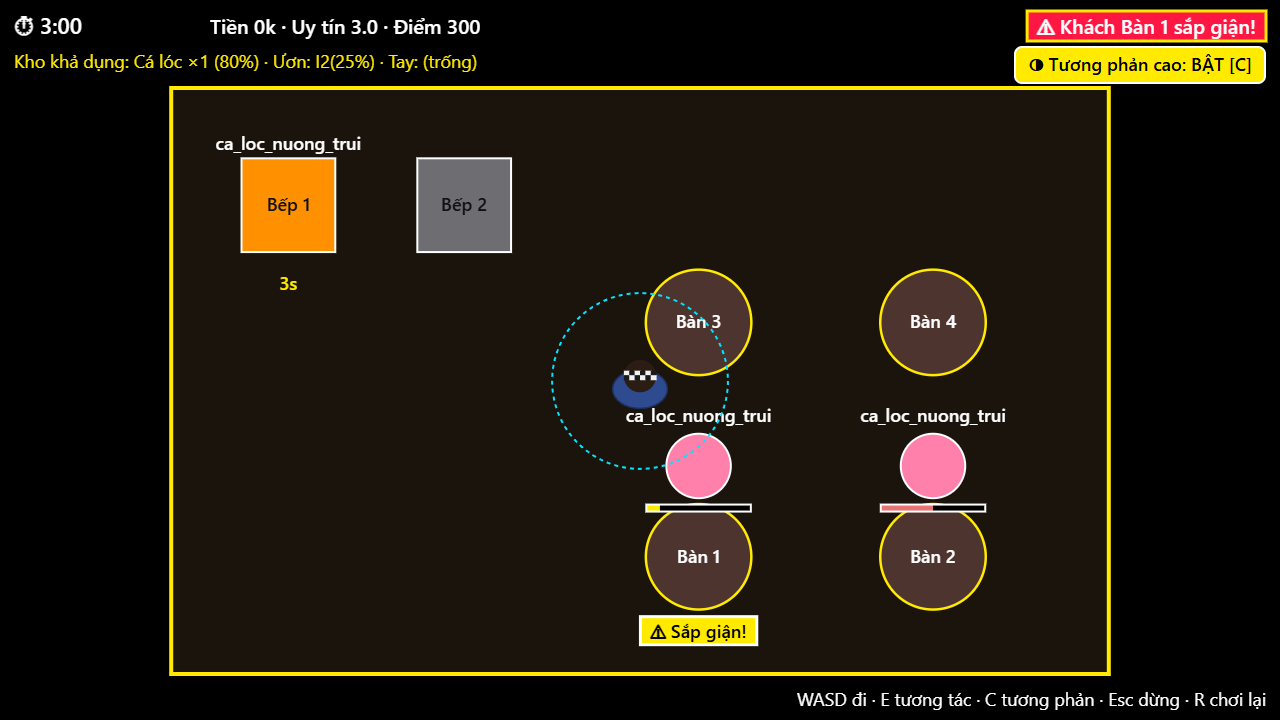 ⏱ 3:00
Tiền 0k · Uy tín 3.0 · Điểm 300
⚠ Khách Bàn 1 sắp giận!
Kho khả dụng: Cá lóc ×1 (80%) · Ươn: I2(25%) · Tay: (trống)
◑ Tương phản cao: BẬT [C]
ca_loc_nuong_trui
Bếp 1
Bếp 2
3s
Bàn 3
Bàn 4
ca_loc_nuong_trui
ca_loc_nuong_trui
Bàn 1
Bàn 2
⚠ Sắp giận!
WASD đi · E tương tác · C tương phản · Esc dừng · R chơi lại